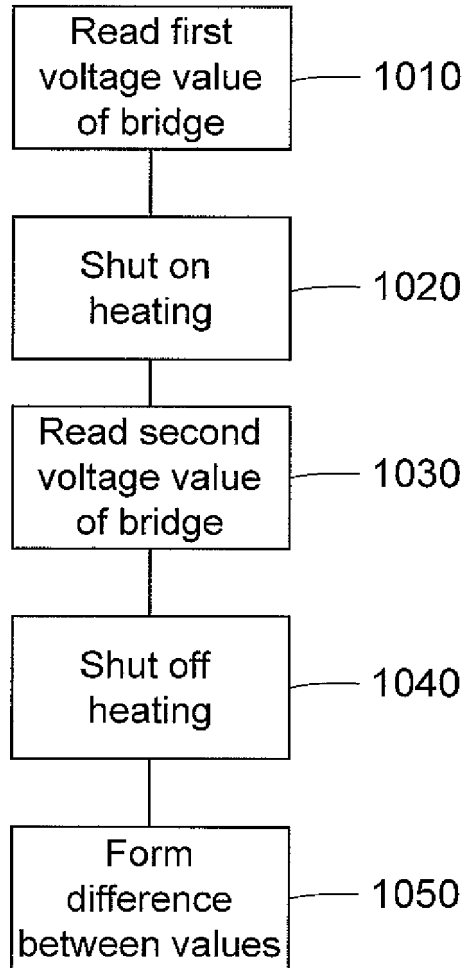 Read first
voltage value
of bridge
1010
Shut on
heating
1020
Read second
voltage value
of bridge
1030
Shut off
heating
1040
Form
difference
between values
1050